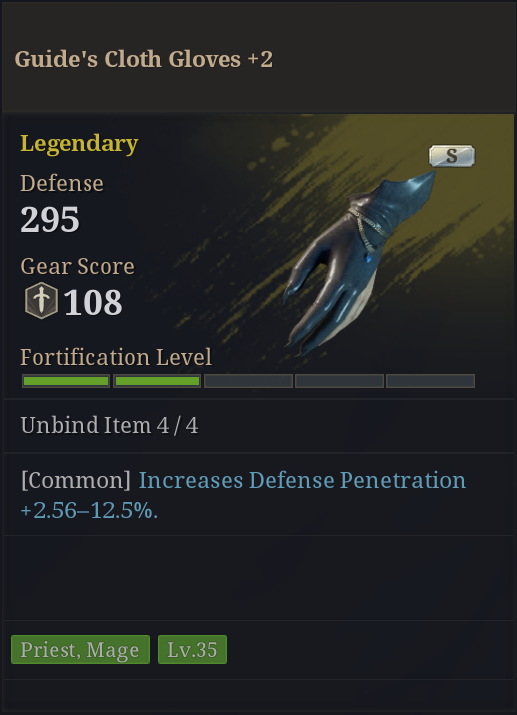 Guide's Cloth Gloves +2
Legendary
S
Defense
295
Gear Score
108
Fortification Level
Unbind Item 4 / 4
[Common] Increases Defense Penetration
+2.56–12.5%.
Priest, Mage Lv.35